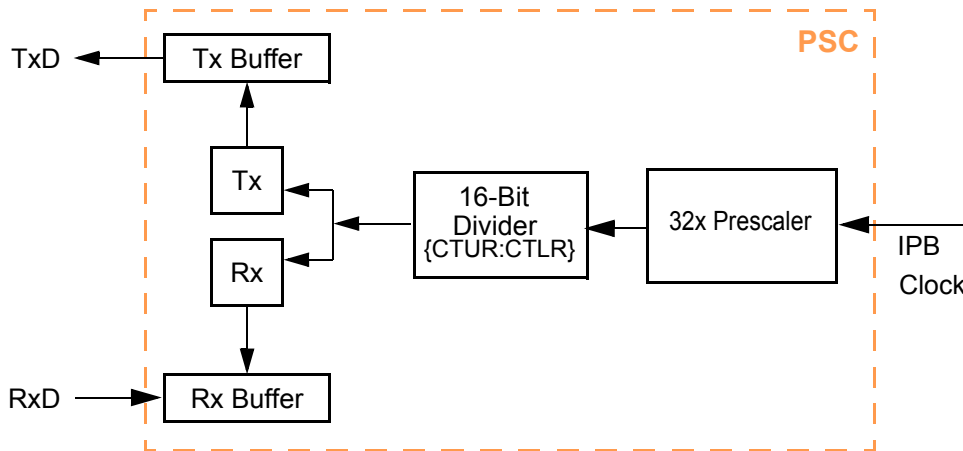 PSC
TxD
Tx Buffer
Tx
16-Bit
Divider
{CTUR:CTLR}
32x Prescaler
IPB
Clock
Rx
RxD
Rx Buffer